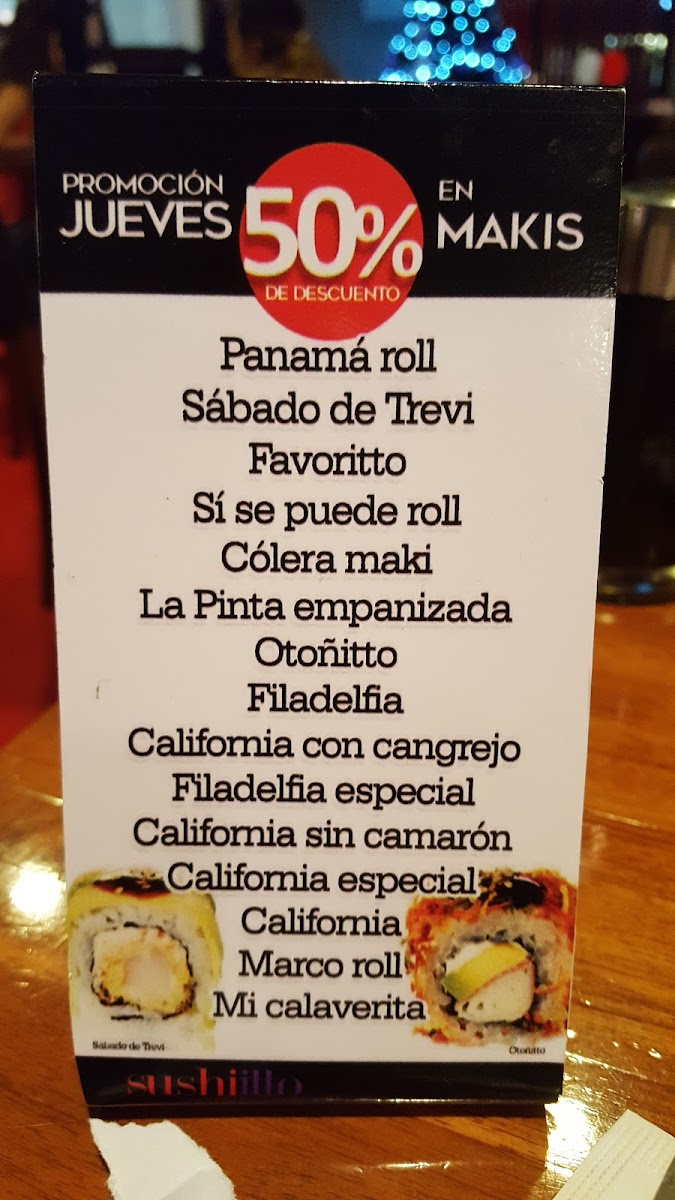 PROMOCIÓN
JUEVES
50%
DE DESCUENTO
EN
MAKIS
Panamá roll
Sábado de Trevi
Favoritto
Sí se puede roll
Cólera maki
La Pinta empanizada
Otoñitto
Filadelfia
California con cangrejo
Filadelfia especial
California sin camarón
California especial
California
Marco roll
Mi calaverita
Sábado de Trevi
Otoñitto
sushiitto